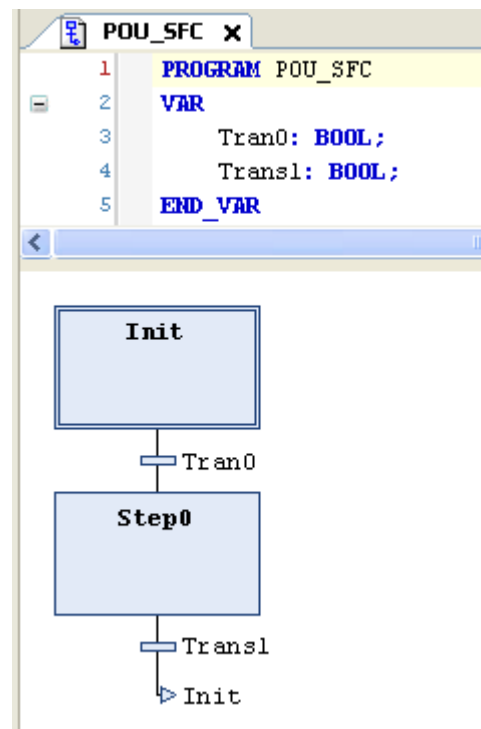 POU_SFC X
1 PROGRAM POU_SFC
2 VAR
3 Tran0: BOOL;
4 Trans1: BOOL;
5 END_VAR
Init
Tran0
Step0
Trans1
Init